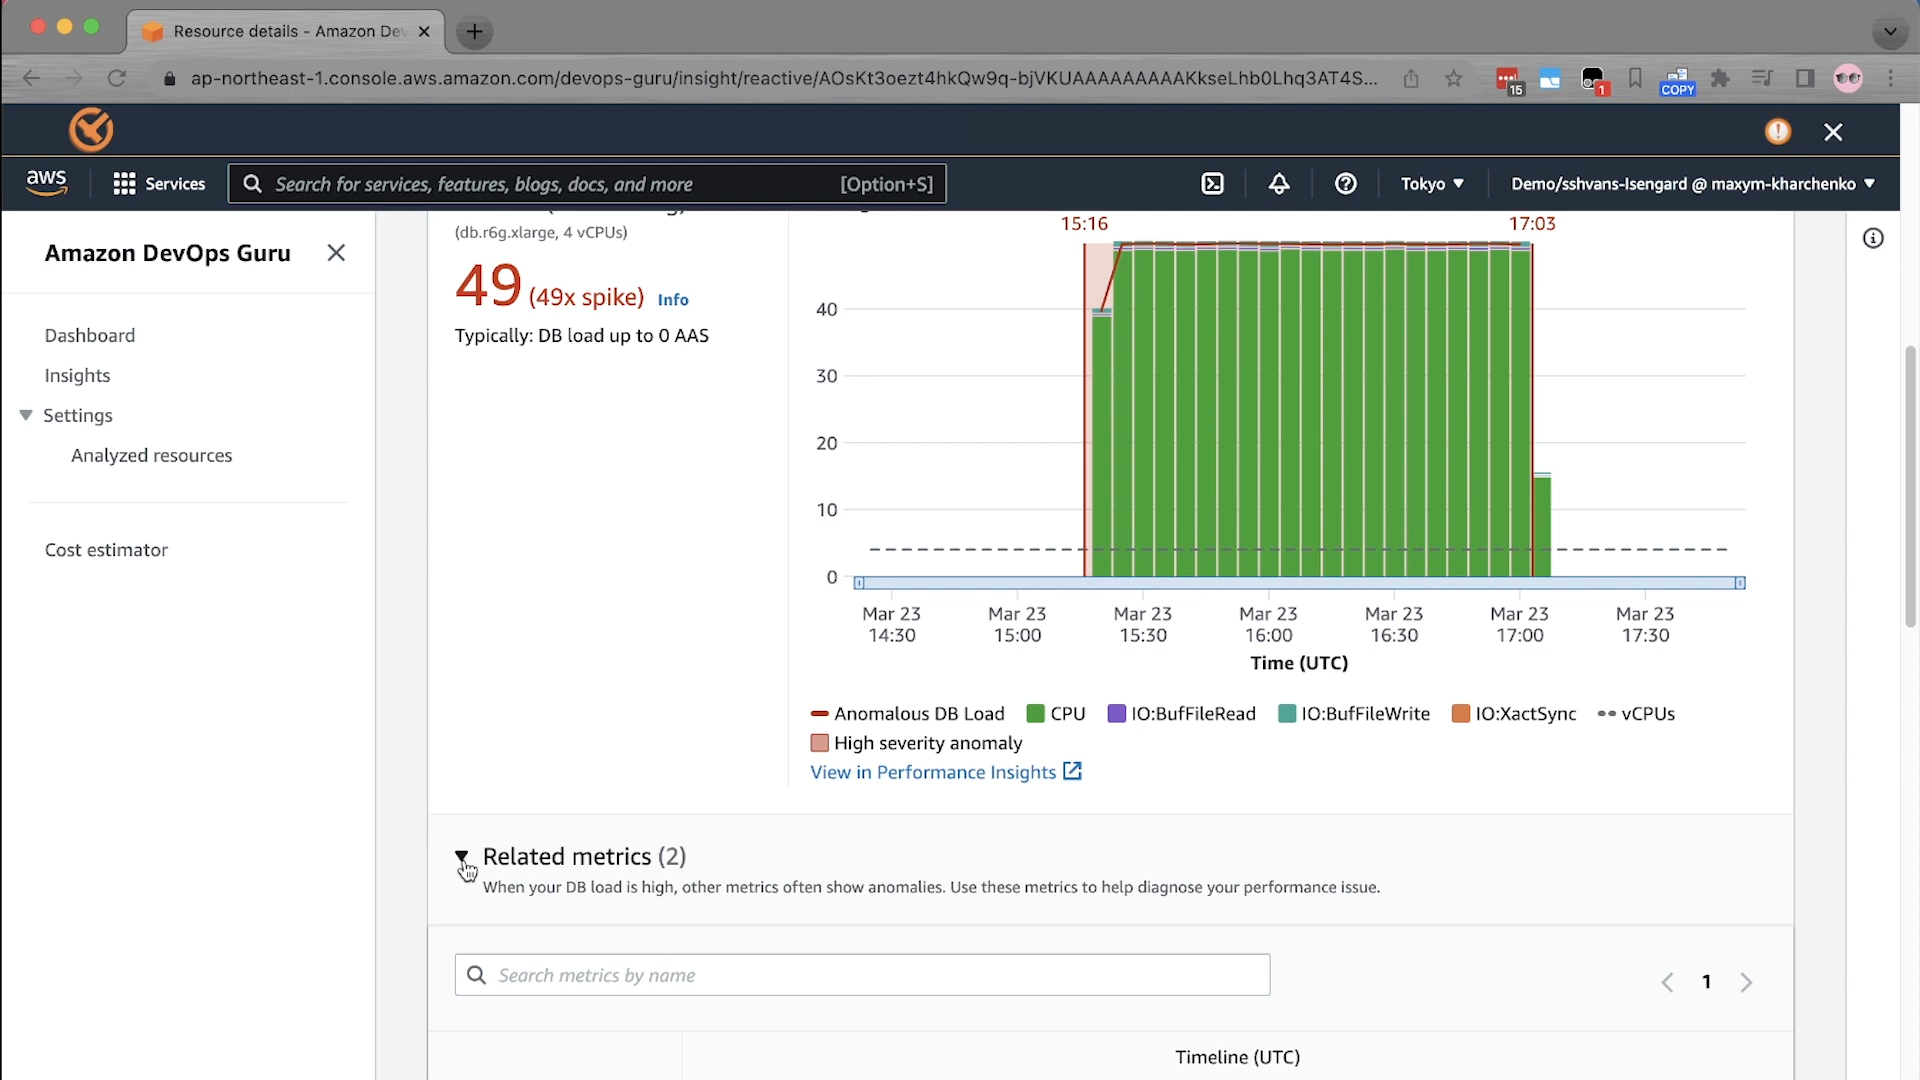 Resource details - Amazon Dev
ap-northeast-1.console.aws.amazon.com/devops-guru/insight/reactive/AOsKt3oezt4hkQw9q-bjVKUAAAAAAAAAKkseLhb0Lhq3AT4S...
15
1
COPY
aws
Services
Search for services, features, blogs, docs, and more
[Option+S]
Tokyo
Demo/sshvans-Isengard @ maxym-kharchenko
Amazon DevOps Guru
Dashboard
Insights
Settings
Analyzed resources
Cost estimator
(db.r6g.xlarge, 4 vCPUs)
49 (49x spike) Info
Typically: DB load up to 0 AAS
15:16
17:03
40
30
20
10
0
Mar 23 14:30
Mar 23 15:00
Mar 23 15:30
Mar 23 16:00
Mar 23 16:30
Mar 23 17:00
Mar 23 17:30
Time (UTC)
Anomalous DB Load CPU IO:BufFileRead IO:BufFileWrite IO:XactSync vCPUs
High severity anomaly
View in Performance Insights
Related metrics (2)
When your DB load is high, other metrics often show anomalies. Use these metrics to help diagnose your performance issue.
Search metrics by name
1
Timeline (UTC)